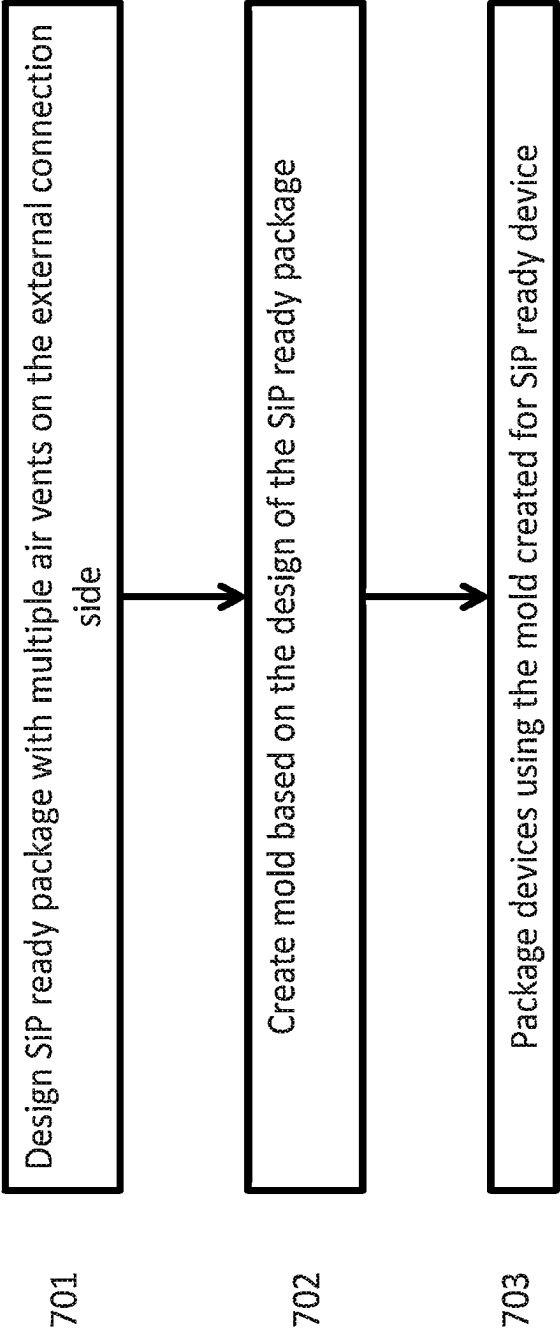 701
Design SiP ready package with multiple air vents on the external connection
side
702
Create mold based on the design of the SiP ready package
703
Package devices using the mold created for SiP ready device